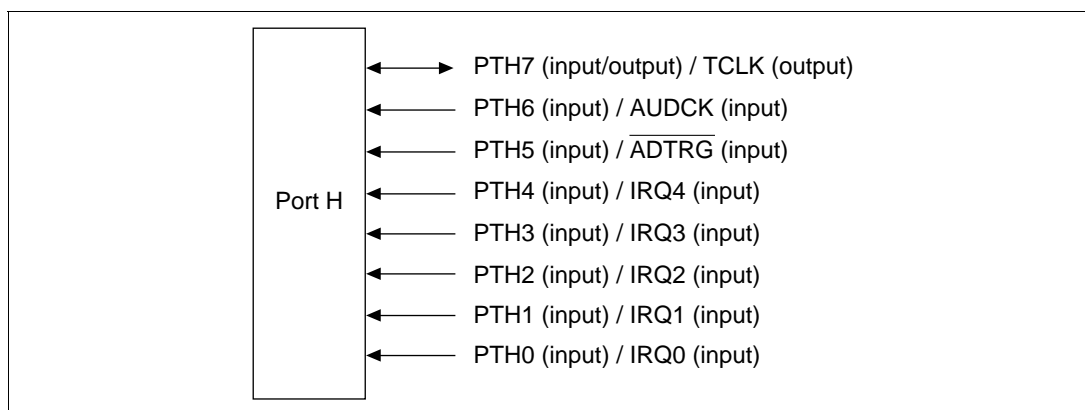 Port H
PTH7 (input/output) / TCLK (output)
PTH6 (input) / AUDCK (input)
PTH5 (input) / A̅D̅T̅R̅G̅ (input)
PTH4 (input) / IRQ4 (input)
PTH3 (input) / IRQ3 (input)
PTH2 (input) / IRQ2 (input)
PTH1 (input) / IRQ1 (input)
PTH0 (input) / IRQ0 (input)